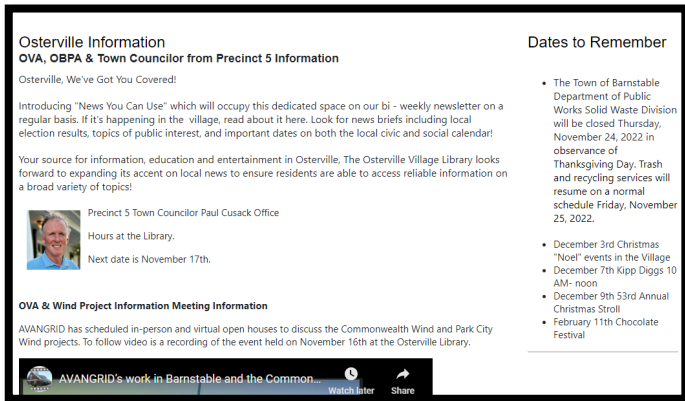 Osterville Information
OVA, OBPA & Town Councilor from Precinct 5 Information
Osterville, We've Got You Covered!
Introducing "News You Can Use" which will occupy this dedicated space on our bi - weekly newsletter on a
regular basis. If it's happening in the village, read about it here. Look for news briefs including local
election results, topics of public interest, and important dates on both the local civic and social calendar!
Your source for information, education and entertainment in Osterville, The Osterville Village Library looks
forward to expanding its accent on local news to ensure residents are able to access reliable information on
a broad variety of topics!
Precinct 5 Town Councilor Paul Cusack Office
Hours at the Library.
Next date is November 17th.
OVA & Wind Project Information Meeting Information
AVANGRID has scheduled in-person and virtual open houses to discuss the Commonwealth Wind and Park City
Wind projects. To follow video is a recording of the event held on November 16th at the Osterville Library.
AVANGRID's work in Barnstable and the Common...
Watch later
Share
Dates to Remember
• The Town of Barnstable
Department of Public
Works Solid Waste Division
will be closed Thursday,
November 24, 2022 in
observance of
Thanksgiving Day. Trash
and recycling services will
resume on a normal
schedule Friday, November
25, 2022.
• December 3rd Christmas
"Noel" events in the Village
• December 7th Kipp Diggs 10
AM- noon
• December 9th 53rd Annual
Christmas Stroll
• February 11th Chocolate
Festival